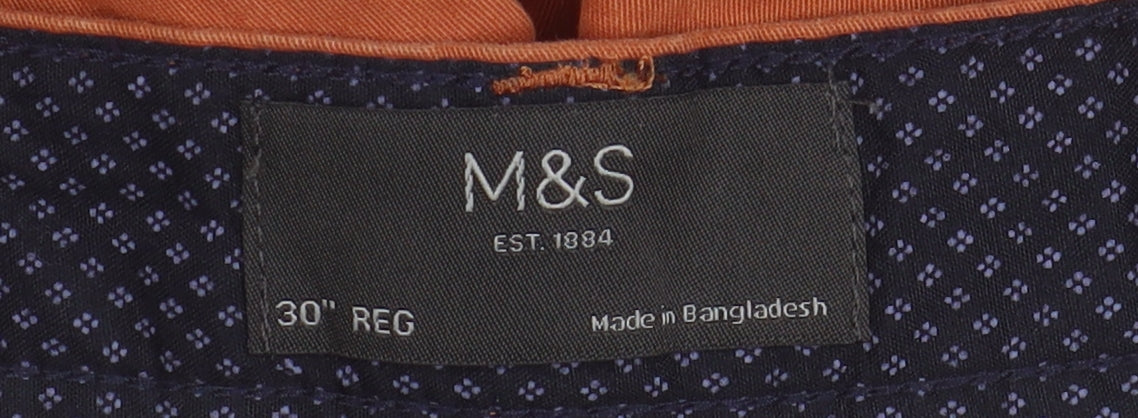 M&S
EST. 1884
30" REG
Made in Bangladesh